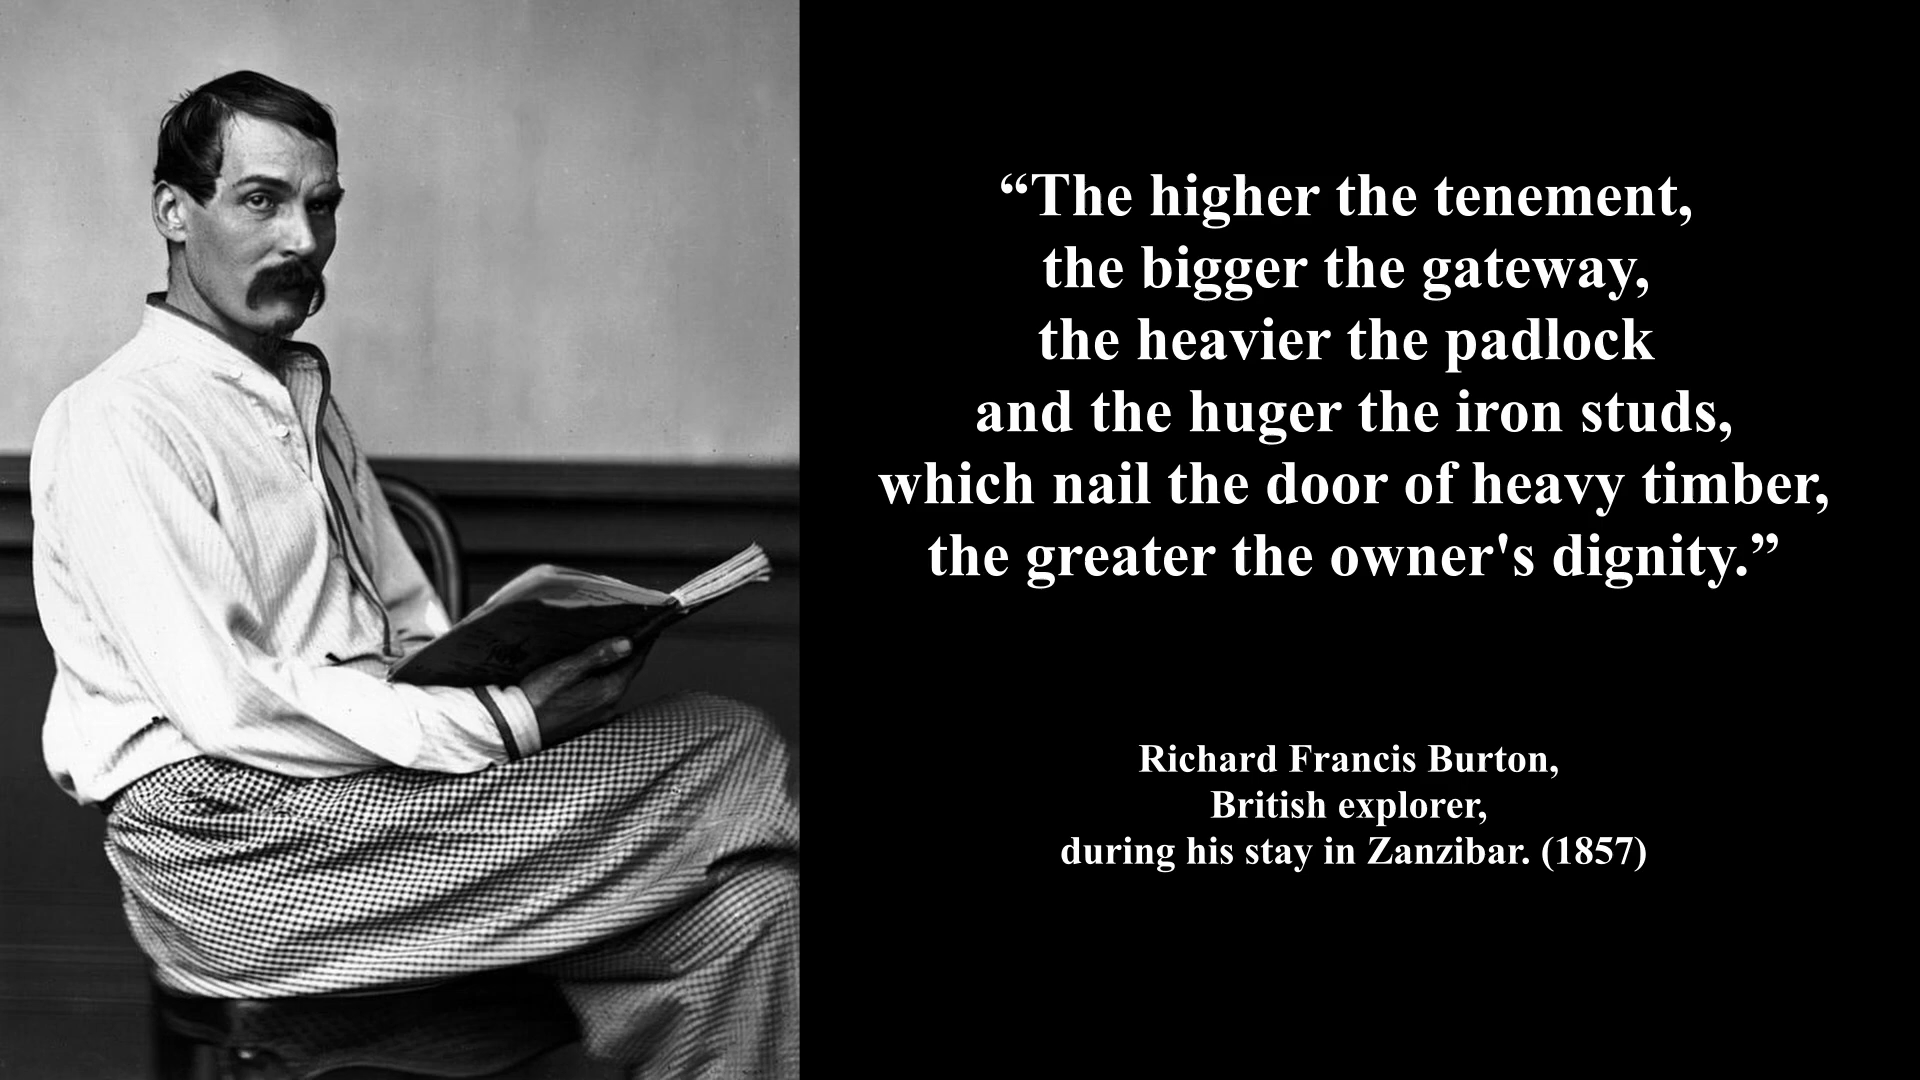 “The higher the tenement,
the bigger the gateway,
the heavier the padlock
and the huger the iron studs,
which nail the door of heavy timber,
the greater the owner's dignity.”
Richard Francis Burton,
British explorer,
during his stay in Zanzibar. (1857)